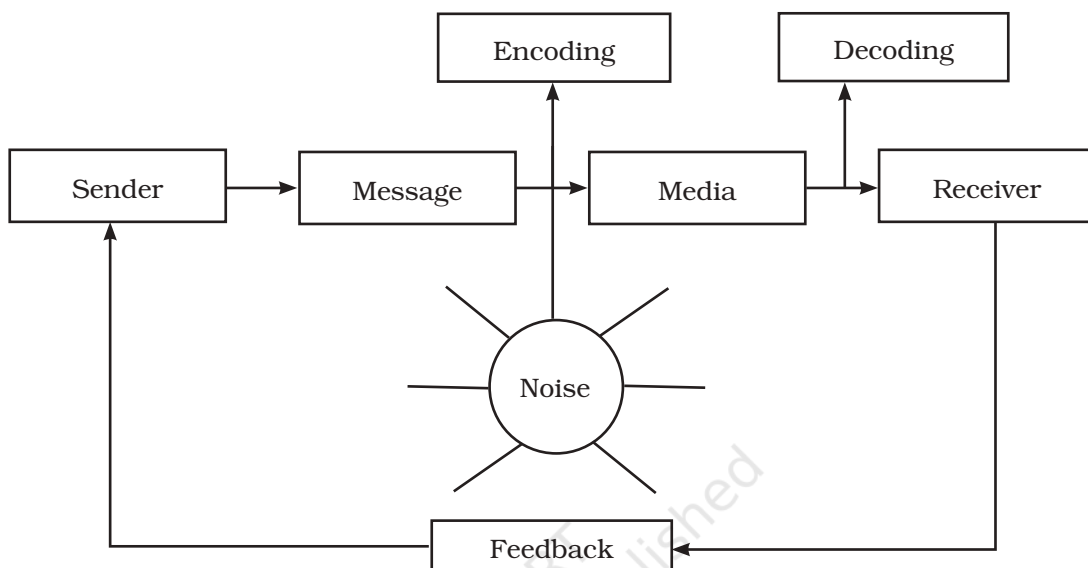 Encoding
Decoding
Sender
Message
Media
Receiver
Noise
Feedback